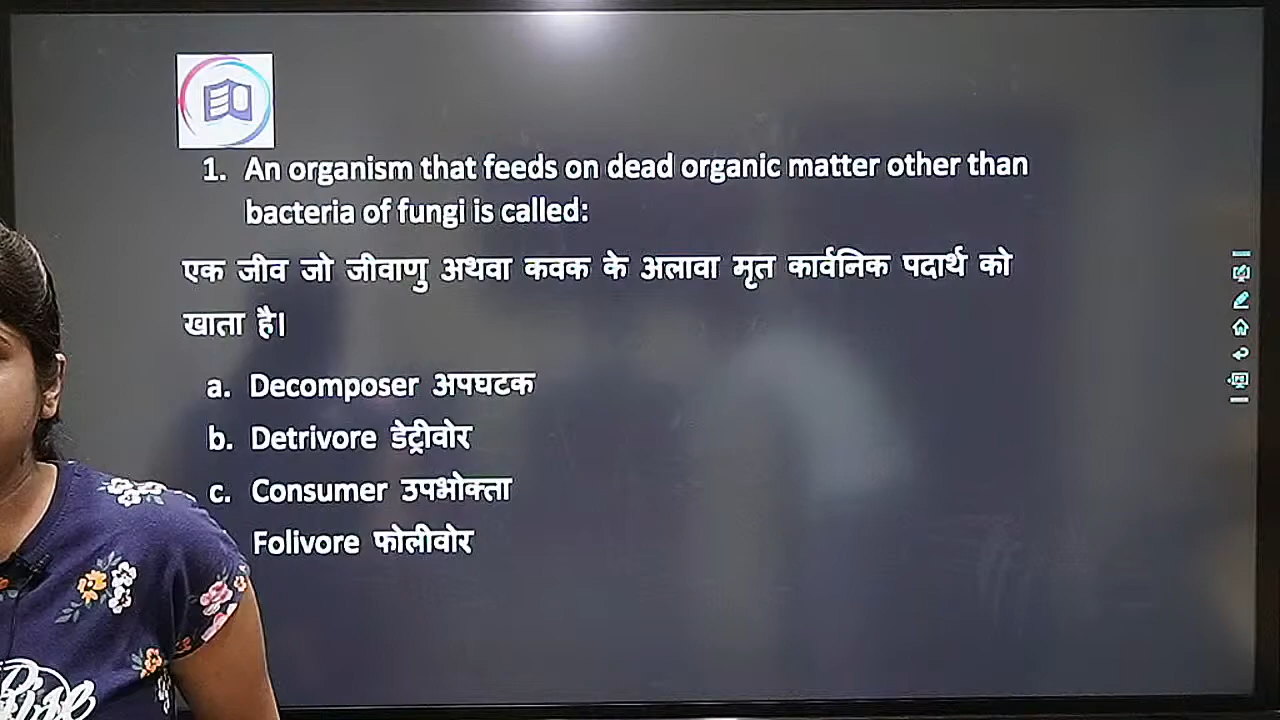 1. An organism that feeds on dead organic matter other than
bacteria of fungi is called:
एक जीव जो जीवाणु अथवा कवक के अलावा मृत कार्वनिक पदार्थ को
खाता है।
a. Decomposer अपघटक
b. Detrivore डेट्रीवोर
c. Consumer उपभोक्ता
Folivore फोलीवोर